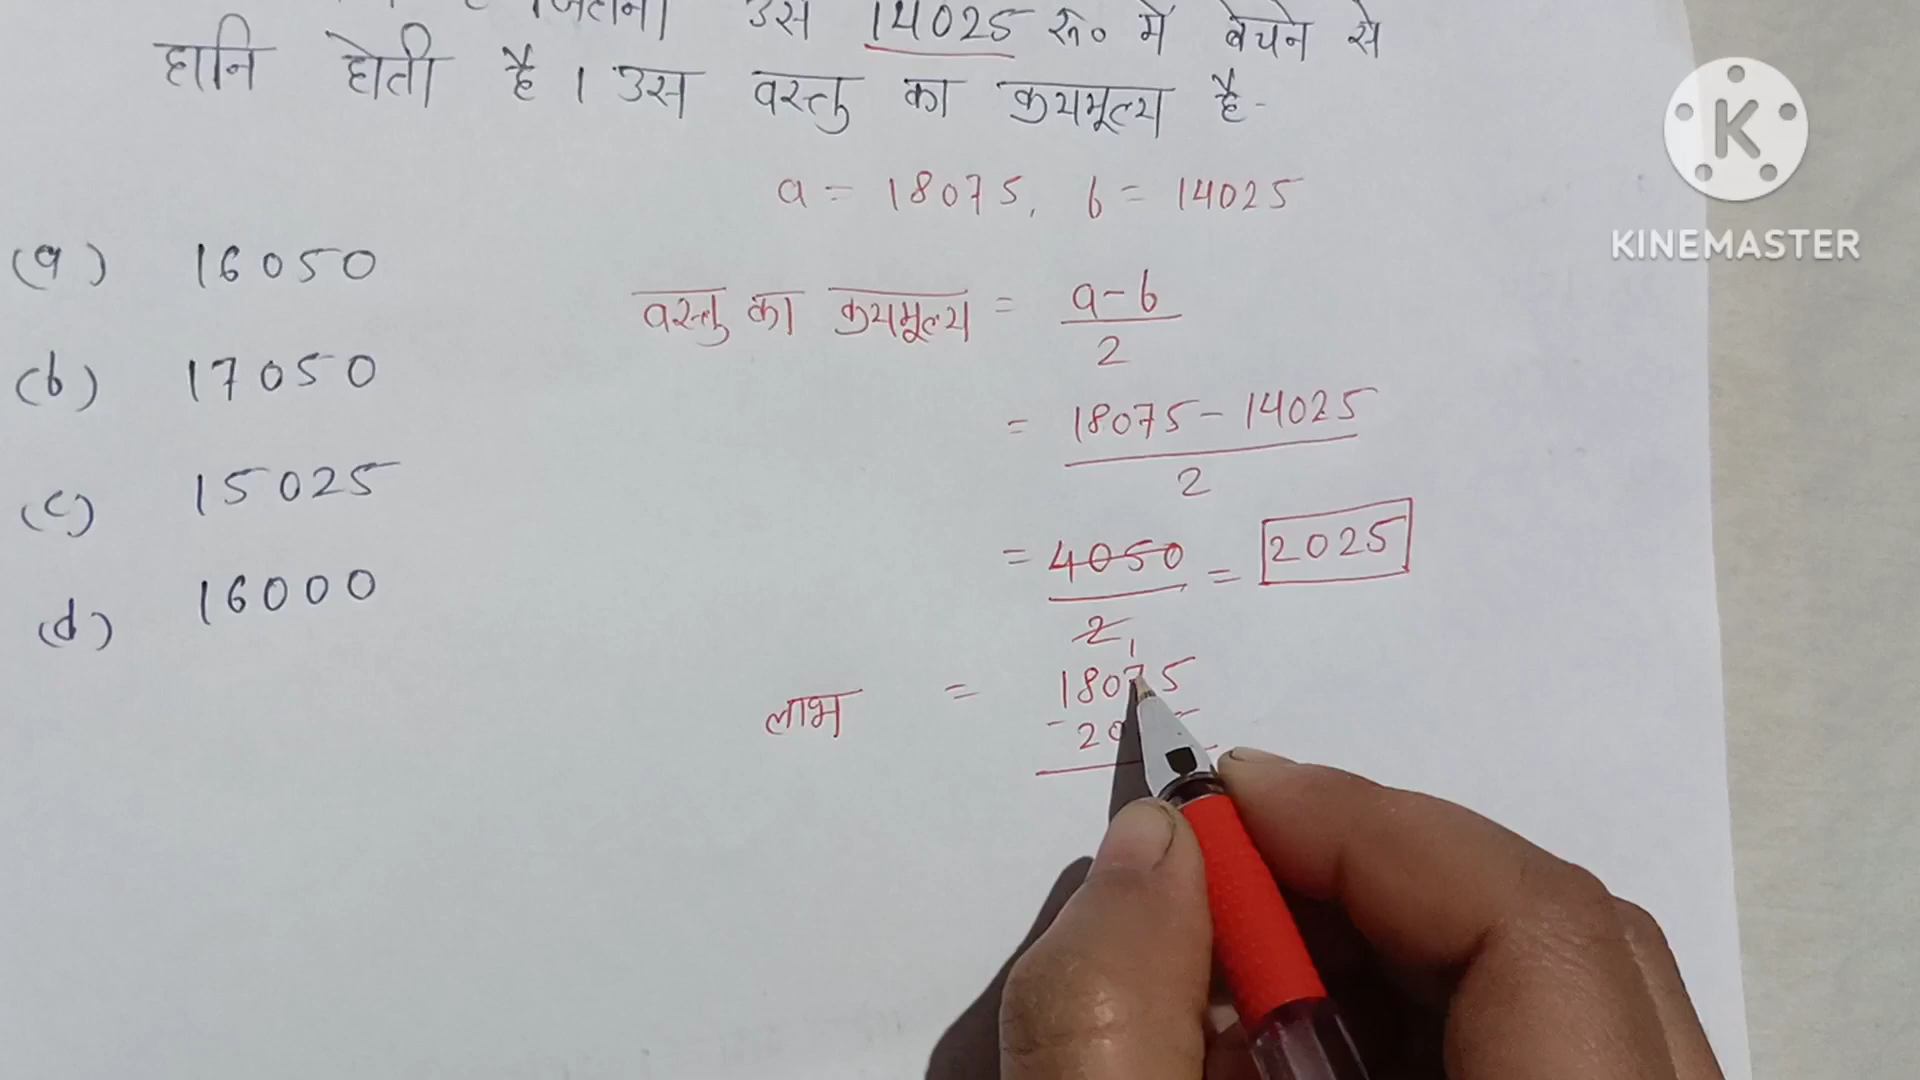 जितनी उसे 14025 रू० में बेचने से
हानि होती है । उस वस्तु का क्रयमूल्य है -
a = 18075, b = 14025
(a) 16050
(b) 17050
(c) 15025
(d) 16000
वस्तु का क्रयमूल्य = a-b
2
= 18075 - 14025
2
= 4050 = 2025
2
लाभ = 18075
- 20
K
KINEMASTER